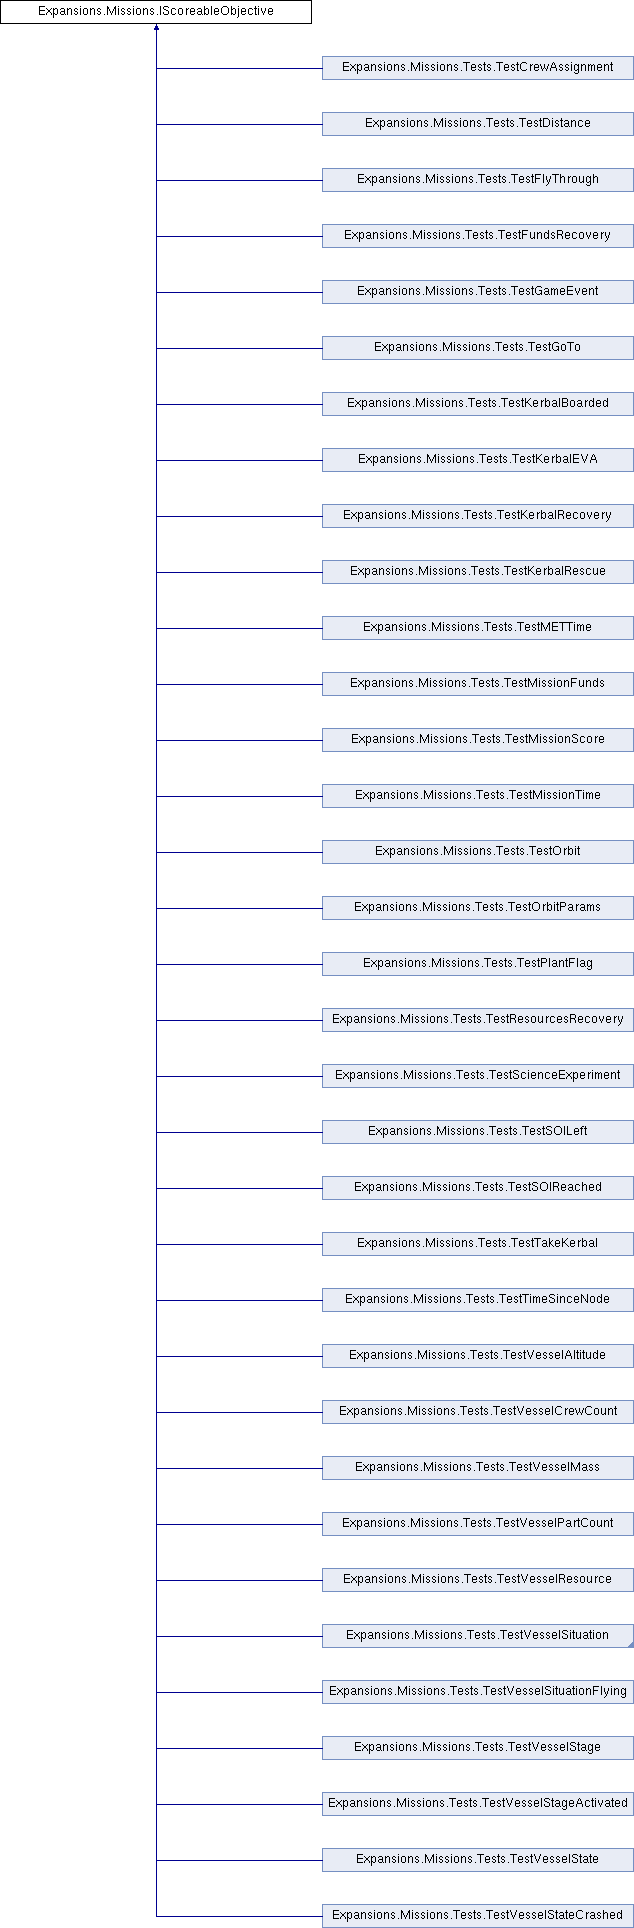 Expansions.Missions.IScoreableObjective
Expansions.Missions.Tests.TestCrewAssignment
Expansions.Missions.Tests.TestDistance
Expansions.Missions.Tests.TestFlyThrough
Expansions.Missions.Tests.TestFundsRecovery
Expansions.Missions.Tests.TestGameEvent
Expansions.Missions.Tests.TestGoTo
Expansions.Missions.Tests.TestKerbalBoarded
Expansions.Missions.Tests.TestKerbalEVA
Expansions.Missions.Tests.TestKerbalRecovery
Expansions.Missions.Tests.TestKerbalRescue
Expansions.Missions.Tests.TestMETTime
Expansions.Missions.Tests.TestMissionFunds
Expansions.Missions.Tests.TestMissionScore
Expansions.Missions.Tests.TestMissionTime
Expansions.Missions.Tests.TestOrbit
Expansions.Missions.Tests.TestOrbitParams
Expansions.Missions.Tests.TestPlantFlag
Expansions.Missions.Tests.TestResourcesRecovery
Expansions.Missions.Tests.TestScienceExperiment
Expansions.Missions.Tests.TestSOILeft
Expansions.Missions.Tests.TestSOIReached
Expansions.Missions.Tests.TestTakeKerbal
Expansions.Missions.Tests.TestTimeSinceNode
Expansions.Missions.Tests.TestVesselAltitude
Expansions.Missions.Tests.TestVesselCrewCount
Expansions.Missions.Tests.TestVesselMass
Expansions.Missions.Tests.TestVesselPartCount
Expansions.Missions.Tests.TestVesselResource
Expansions.Missions.Tests.TestVesselSituation
Expansions.Missions.Tests.TestVesselSituationFlying
Expansions.Missions.Tests.TestVesselStage
Expansions.Missions.Tests.TestVesselStageActivated
Expansions.Missions.Tests.TestVesselState
Expansions.Missions.Tests.TestVesselStateCrashed